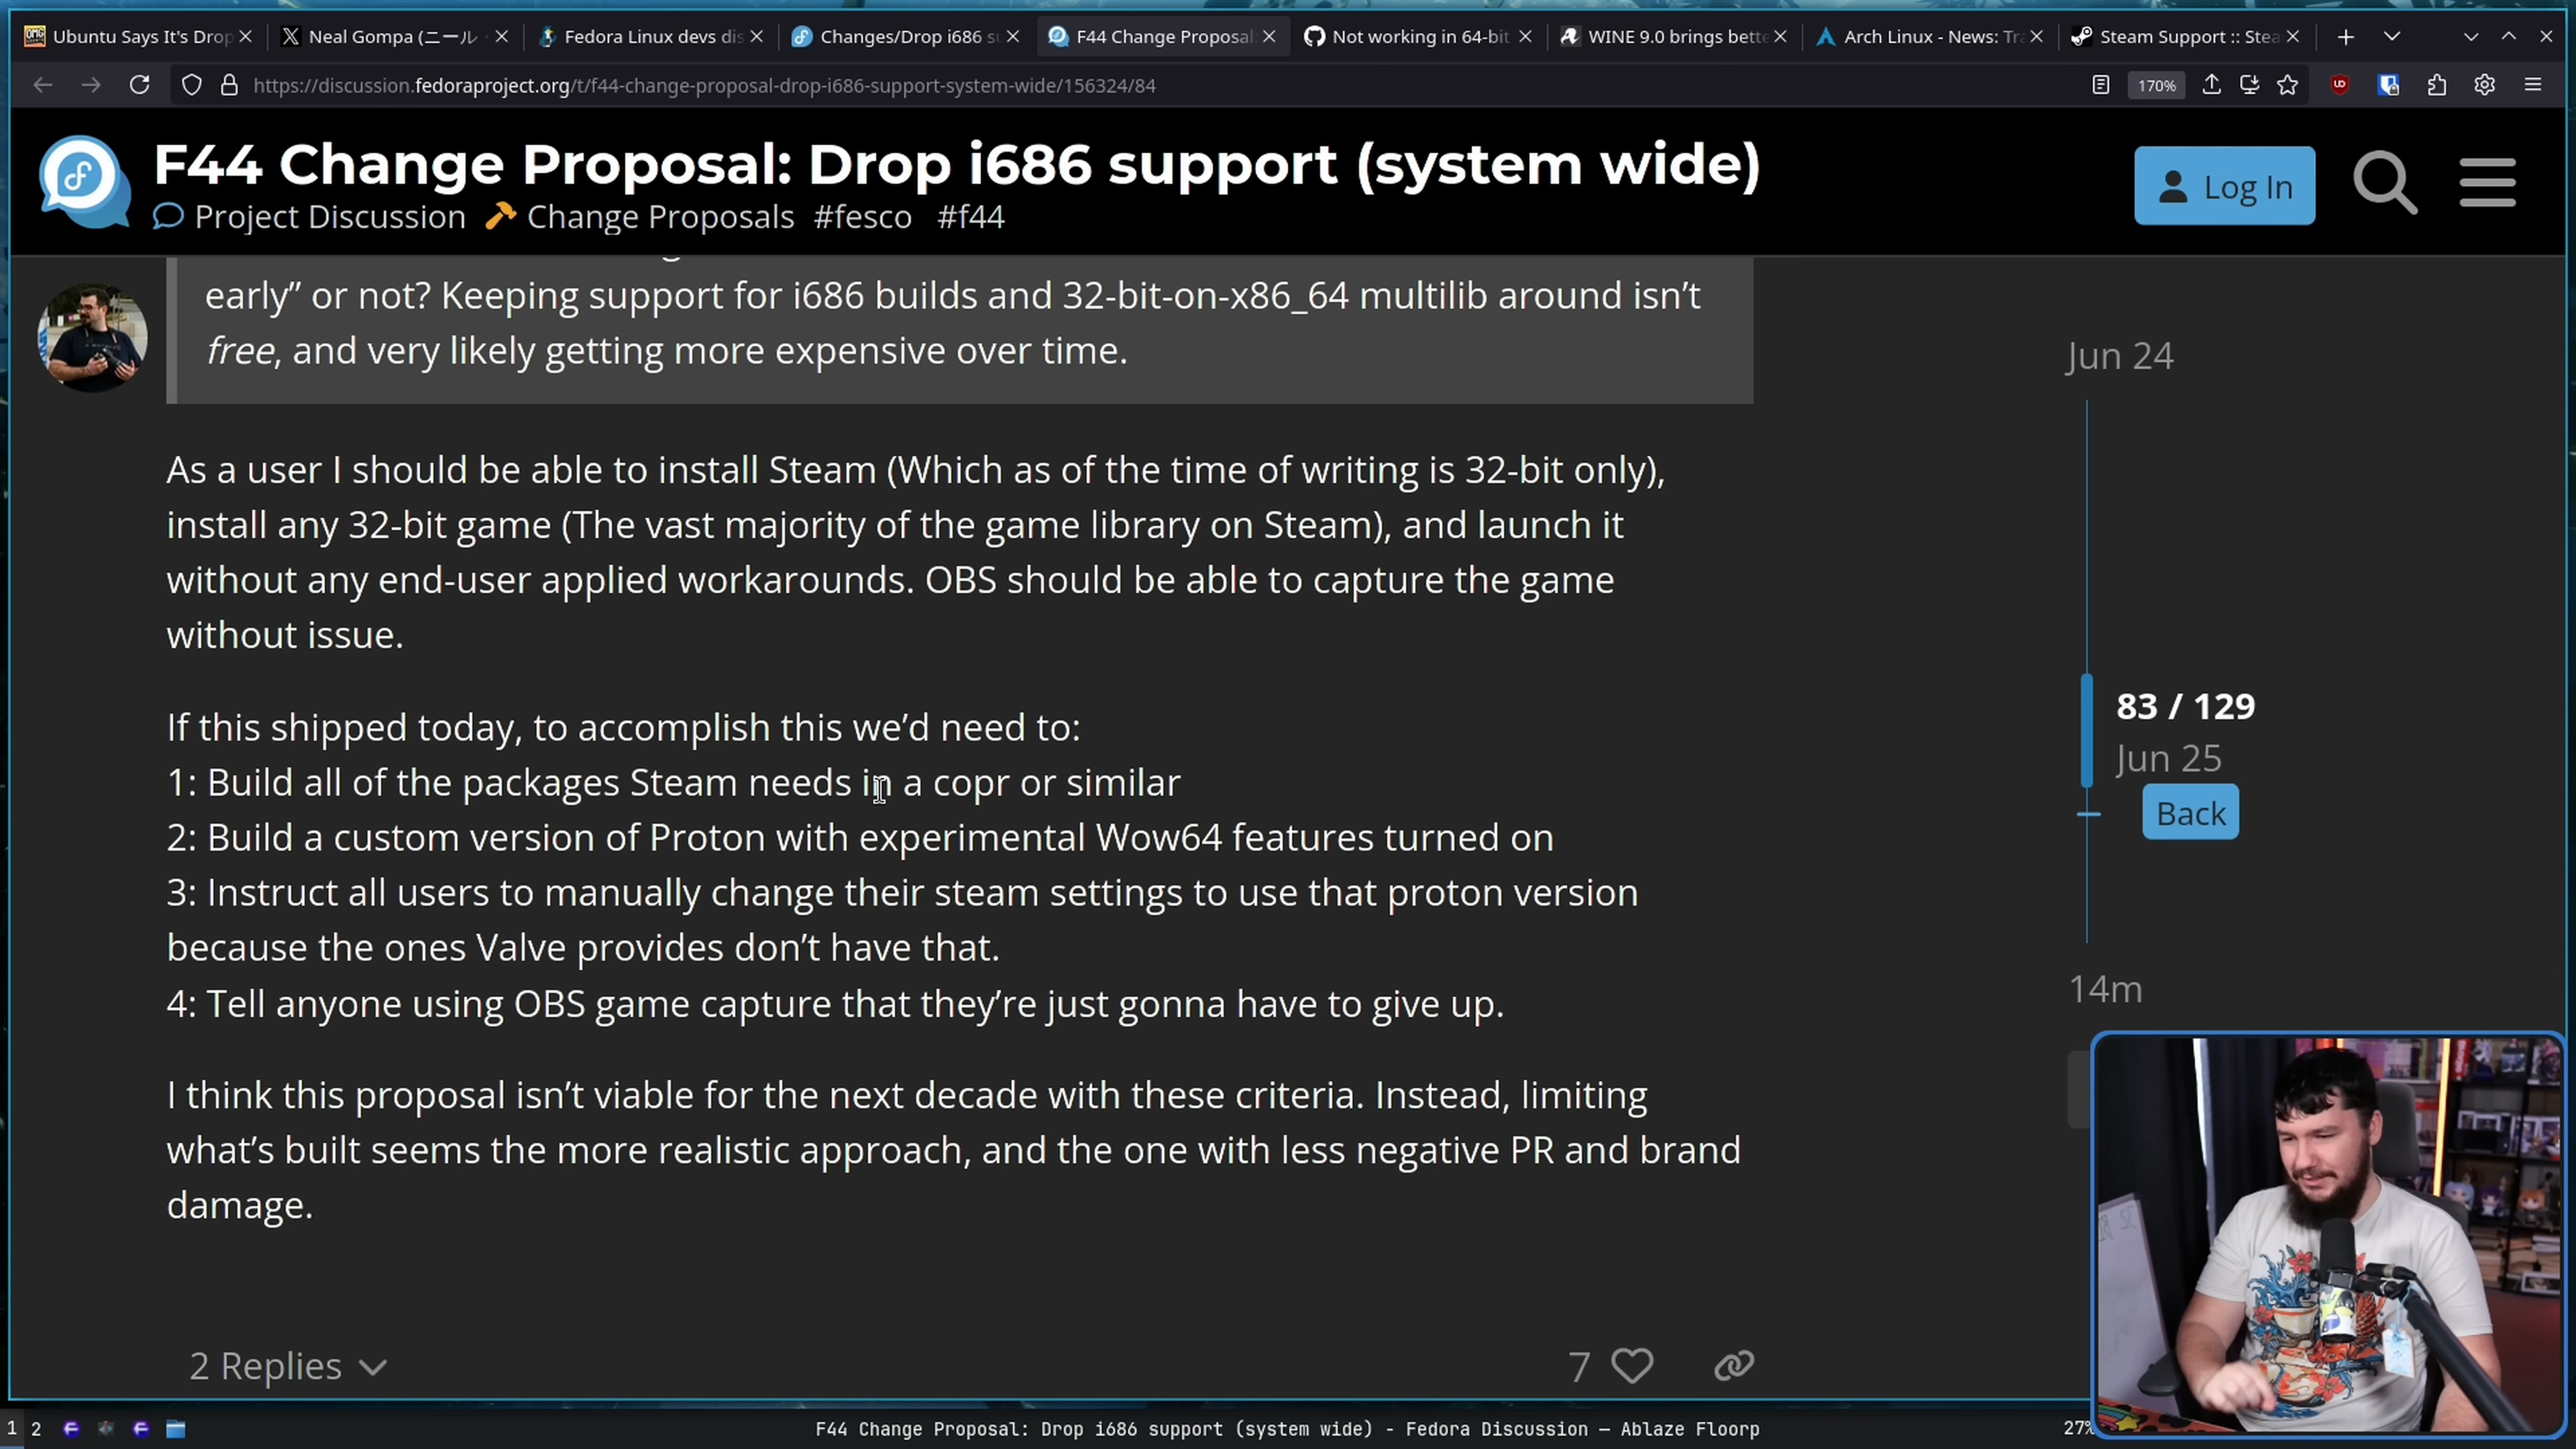 Ubuntu Says It's Drop
Neal Gompa (ニール
Fedora Linux devs dis
Changes/Drop i686 su
F44 Change Proposal
Not working in 64-bit
WINE 9.0 brings bette
Arch Linux - News: Tra
Steam Support :: Stea
https://discussion.fedoraproject.org/t/f44-change-proposal-drop-i686-support-system-wide/156324/84
170%
F44 Change Proposal: Drop i686 support (system wide)
Project Discussion Change Proposals #fesco #f44
Log In
early” or not? Keeping support for i686 builds and 32-bit-on-x86_64 multilib around isn’t
free, and very likely getting more expensive over time.
As a user I should be able to install Steam (Which as of the time of writing is 32-bit only),
install any 32-bit game (The vast majority of the game library on Steam), and launch it
without any end-user applied workarounds. OBS should be able to capture the game
without issue.
If this shipped today, to accomplish this we’d need to:
1: Build all of the packages Steam needs in a copr or similar
2: Build a custom version of Proton with experimental Wow64 features turned on
3: Instruct all users to manually change their steam settings to use that proton version
because the ones Valve provides don’t have that.
4: Tell anyone using OBS game capture that they’re just gonna have to give up.
I think this proposal isn’t viable for the next decade with these criteria. Instead, limiting
what’s built seems the more realistic approach, and the one with less negative PR and brand
damage.
2 Replies
7
Jun 24
83 / 129
Jun 25
Back
14m
1 2
F44 Change Proposal: Drop i686 support (system wide) - Fedora Discussion — Ablaze Floorp
27%